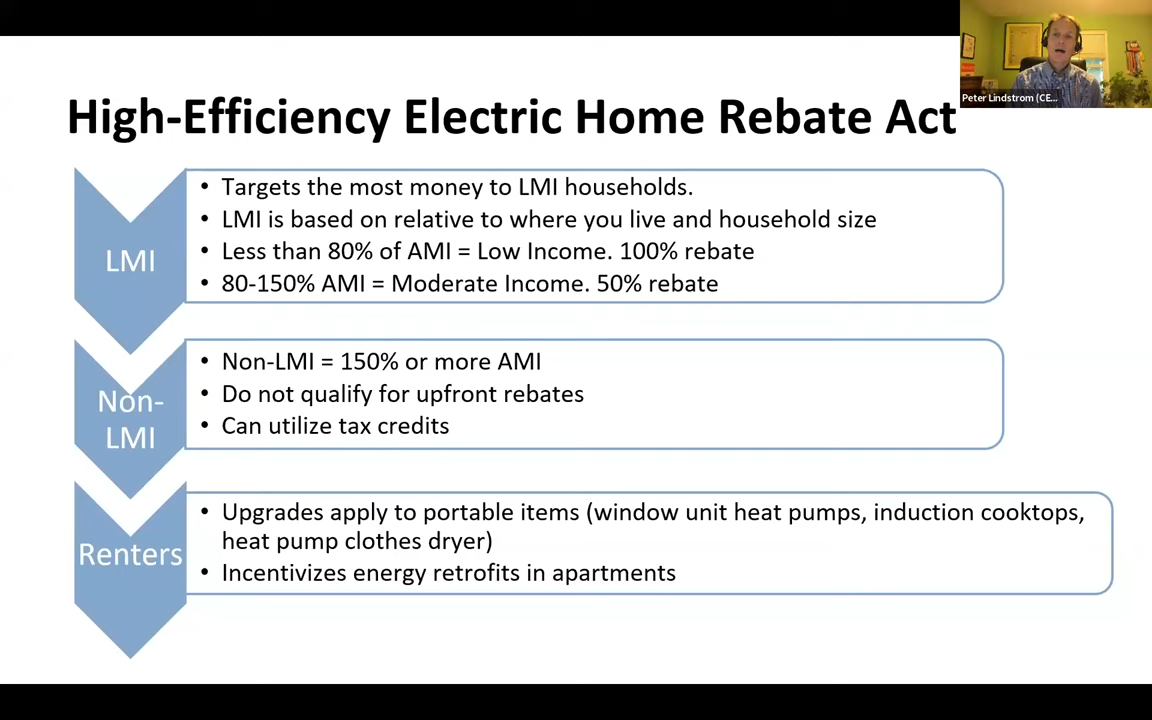 Peter Lindstrom (CE...
High-Efficiency Electric Home Rebate Act
LMI
• Targets the most money to LMI households.
• LMI is based on relative to where you live and household size
• Less than 80% of AMI = Low Income. 100% rebate
• 80-150% AMI = Moderate Income. 50% rebate
Non-
LMI
• Non-LMI = 150% or more AMI
• Do not qualify for upfront rebates
• Can utilize tax credits
Renters
• Upgrades apply to portable items (window unit heat pumps, induction cooktops,
heat pump clothes dryer)
• Incentivizes energy retrofits in apartments